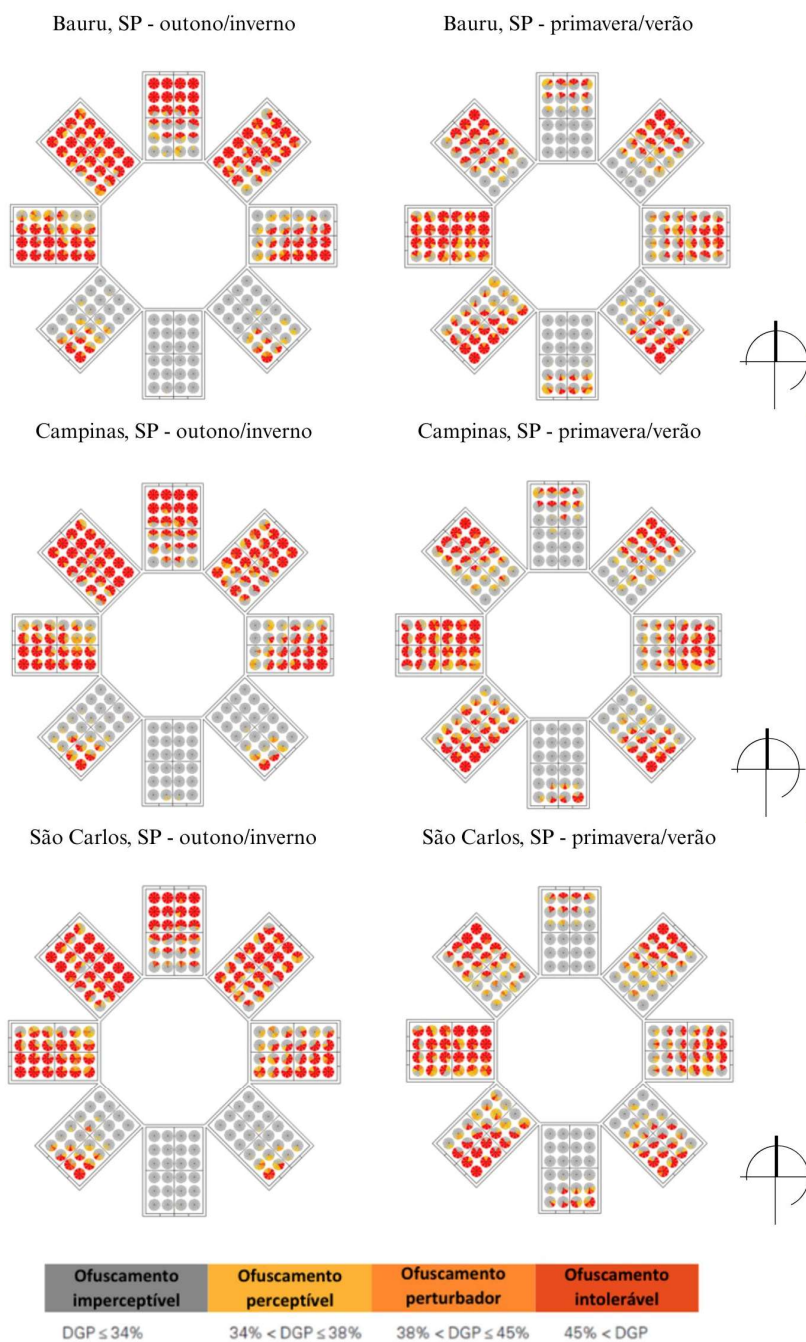 Bauru, SP - outono/inverno
Bauru, SP - primavera/verão
Campinas, SP - outono/inverno
Campinas, SP - primavera/verão
São Carlos, SP - outono/inverno
São Carlos, SP - primavera/verão
Ofuscamento imperceptível
Ofuscamento perceptível
Ofuscamento perturbador
Ofuscamento intolerável
DGP ≤ 34%
34% < DGP ≤ 38%
38% < DGP ≤ 45%
45% < DGP